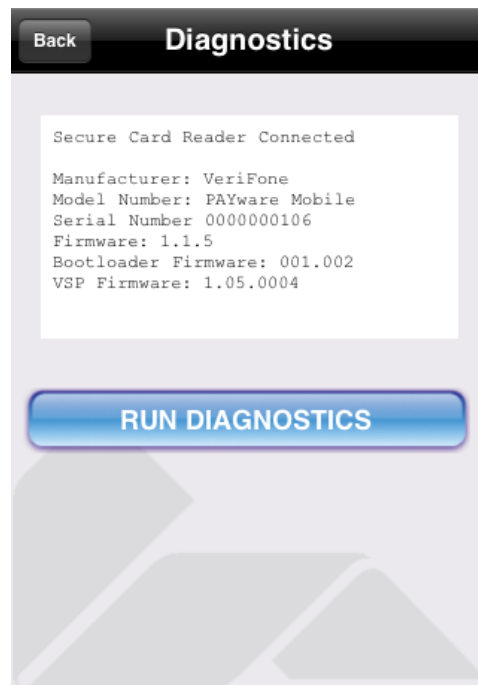 Back
Diagnostics
Secure Card Reader Connected
Manufacturer: VeriFone
Model Number: PAYware Mobile
Serial Number 0000000106
Firmware: 1.1.5
Bootloader Firmware: 001.002
VSP Firmware: 1.05.0004
RUN DIAGNOSTICS